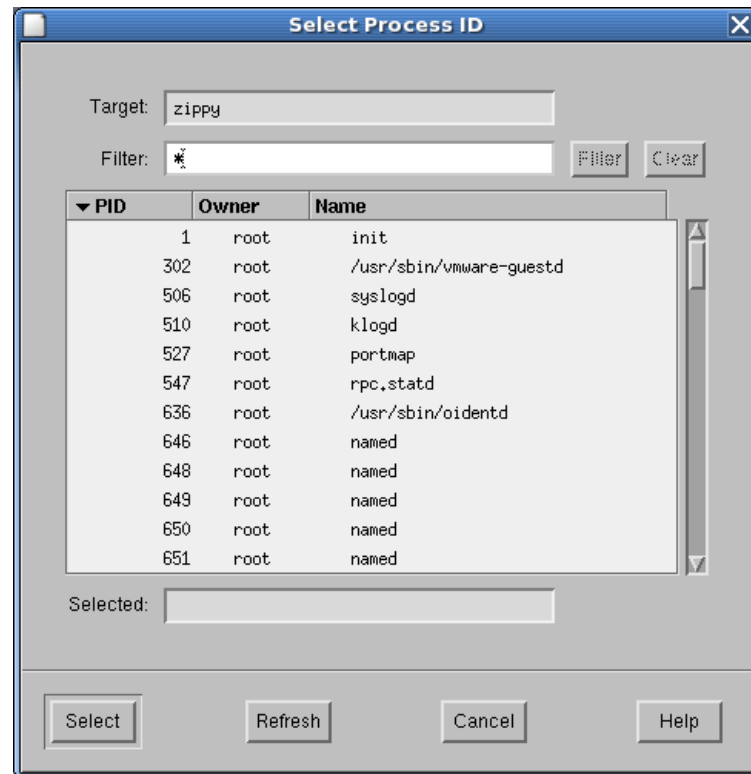 Select Process ID
Target: zippy
Filter: * Filter Clear
PID Owner Name
1 root init
302 root /usr/sbin/vmware-guestd
506 root syslogd
510 root klogd
527 root portmap
547 root rpc.statd
636 root /usr/sbin/oidentd
646 root named
648 root named
649 root named
650 root named
651 root named
Selected:
Select Refresh Cancel Help